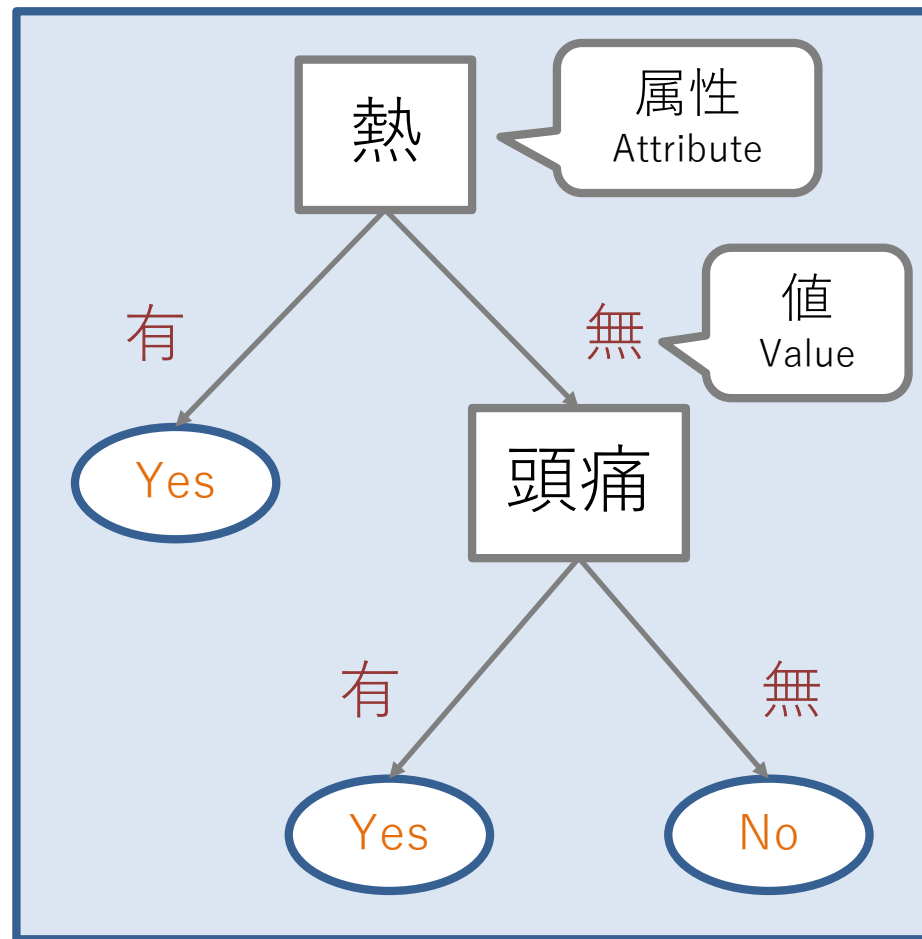 熱
属性
Attribute
有
無
値
Value
Yes
頭痛
有
無
Yes
No